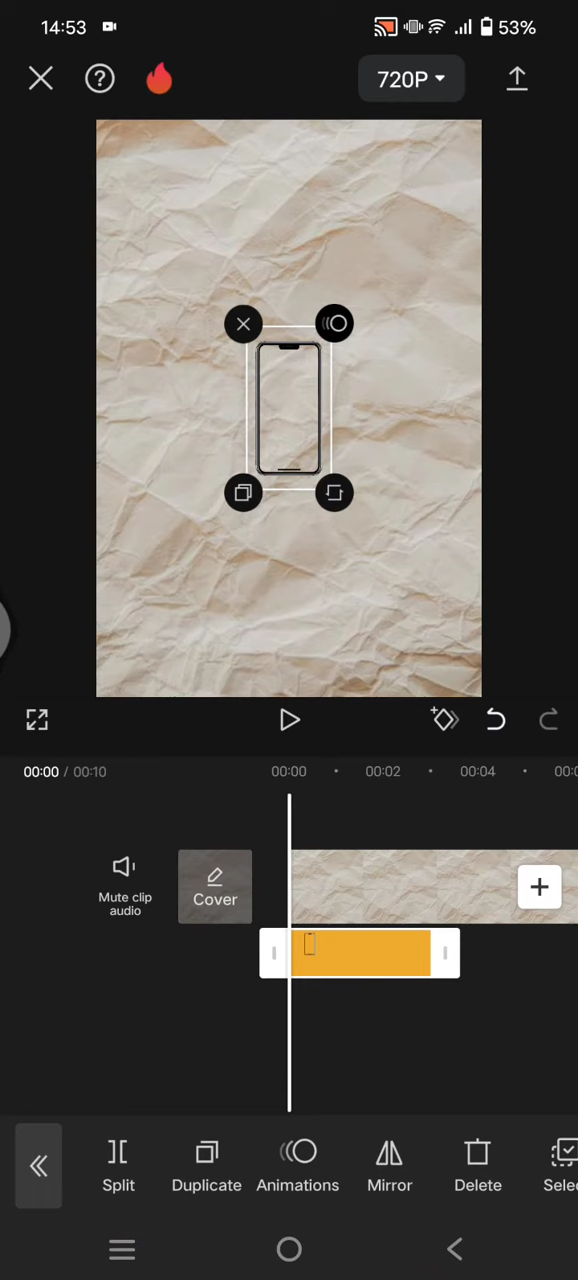 14:53
53%
720P
00:00 / 00:10
00:00
00:02
00:04
Mute clip
audio
Cover
Split
Duplicate
Animations
Mirror
Delete